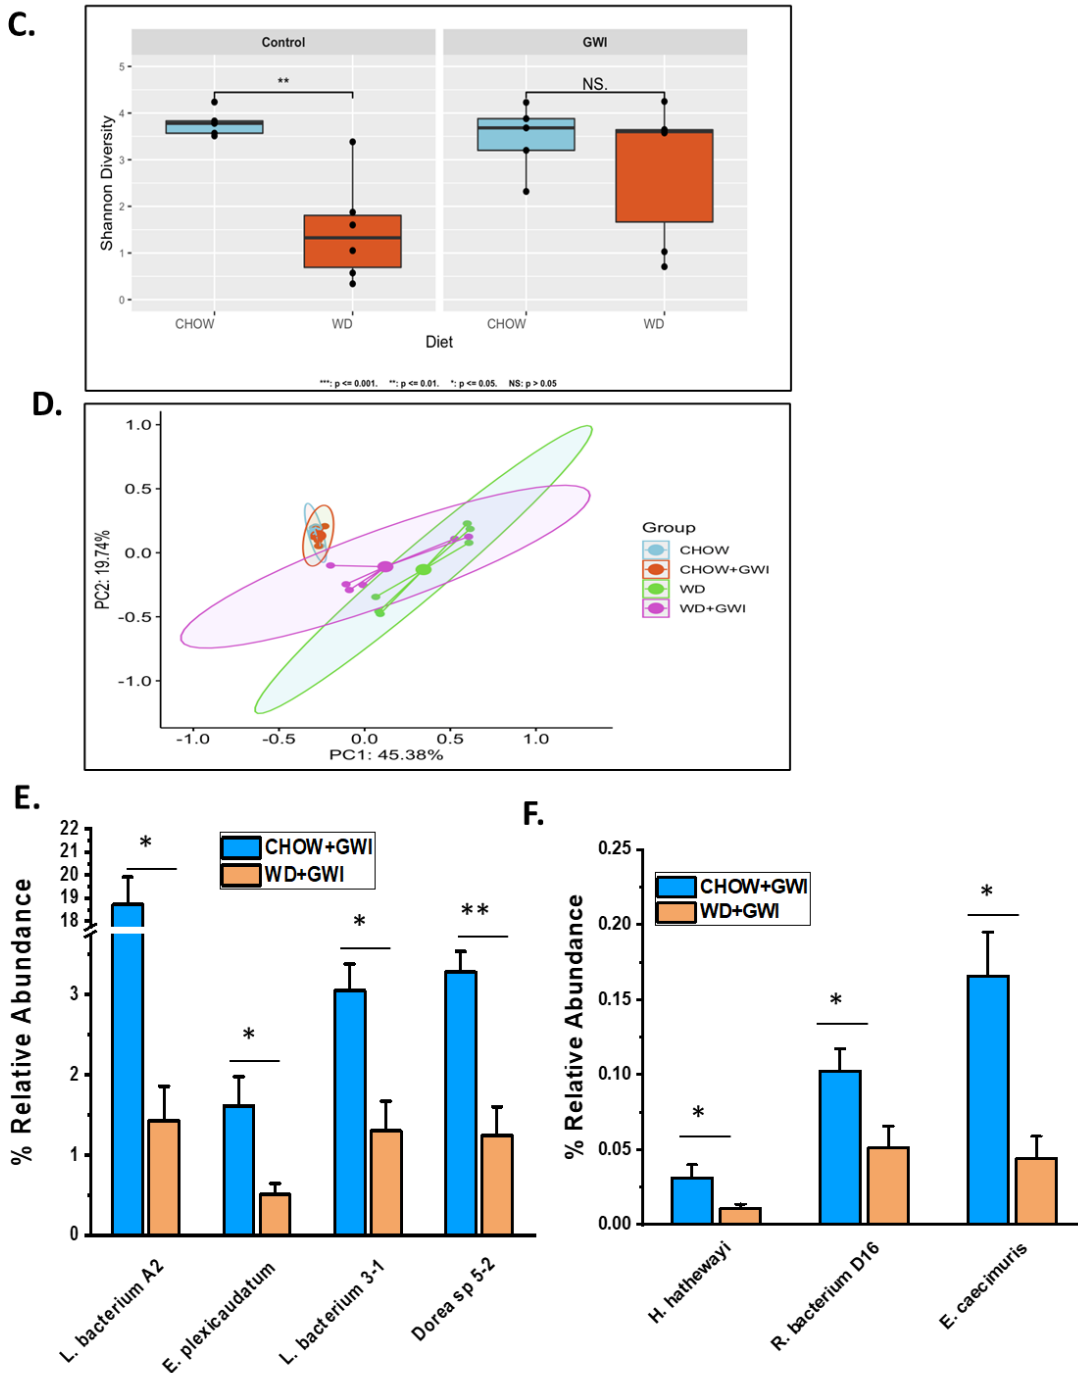 C.
Control
GWI
**
NS.
5
4
3
2
1
0
Shannon Diversity
CHOW
WD
CHOW
WD
Diet
***: p <= 0.001. **: p <= 0.01. *: p <= 0.05. NS: p > 0.05
D.
1.0
0.5
0.0
-0.5
-1.0
PC2: 19.74%
-1.0
-0.5
0.0
0.5
1.0
PC1: 45.38%
Group
CHOW
CHOW+GWI
WD
WD+GWI
E.
22
21
20
19
18
3
2
1
0
% Relative Abundance
CHOW+GWI
WD+GWI
*
*
*
**
L. bacterium A2
E. plexicaudatum
L. bacterium 3-1
Dorea sp 5-2
F.
0.25
0.20
0.15
0.10
0.05
0.00
% Relative Abundance
CHOW+GWI
WD+GWI
*
*
*
H. hathewayi
R. bacterium D16
E. caecimuris